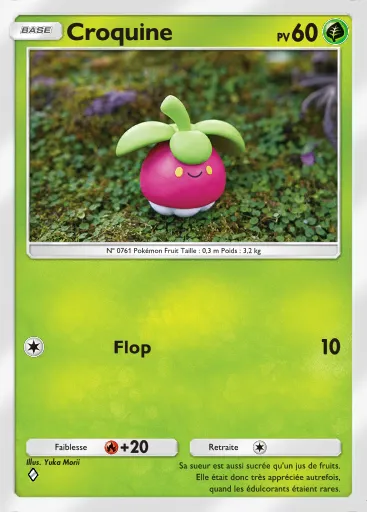 BASE Croquine PV 60
N° 0761 Pokémon Fruit Taille : 0,3 m Poids : 3,2 kg
Flop 10
Faiblesse +20 Retraite
Illus. Yuka Morii
Sa sueur est aussi sucrée qu'un jus de fruits.
Elle était donc très appréciée autrefois,
quand les édulcorants étaient rares.